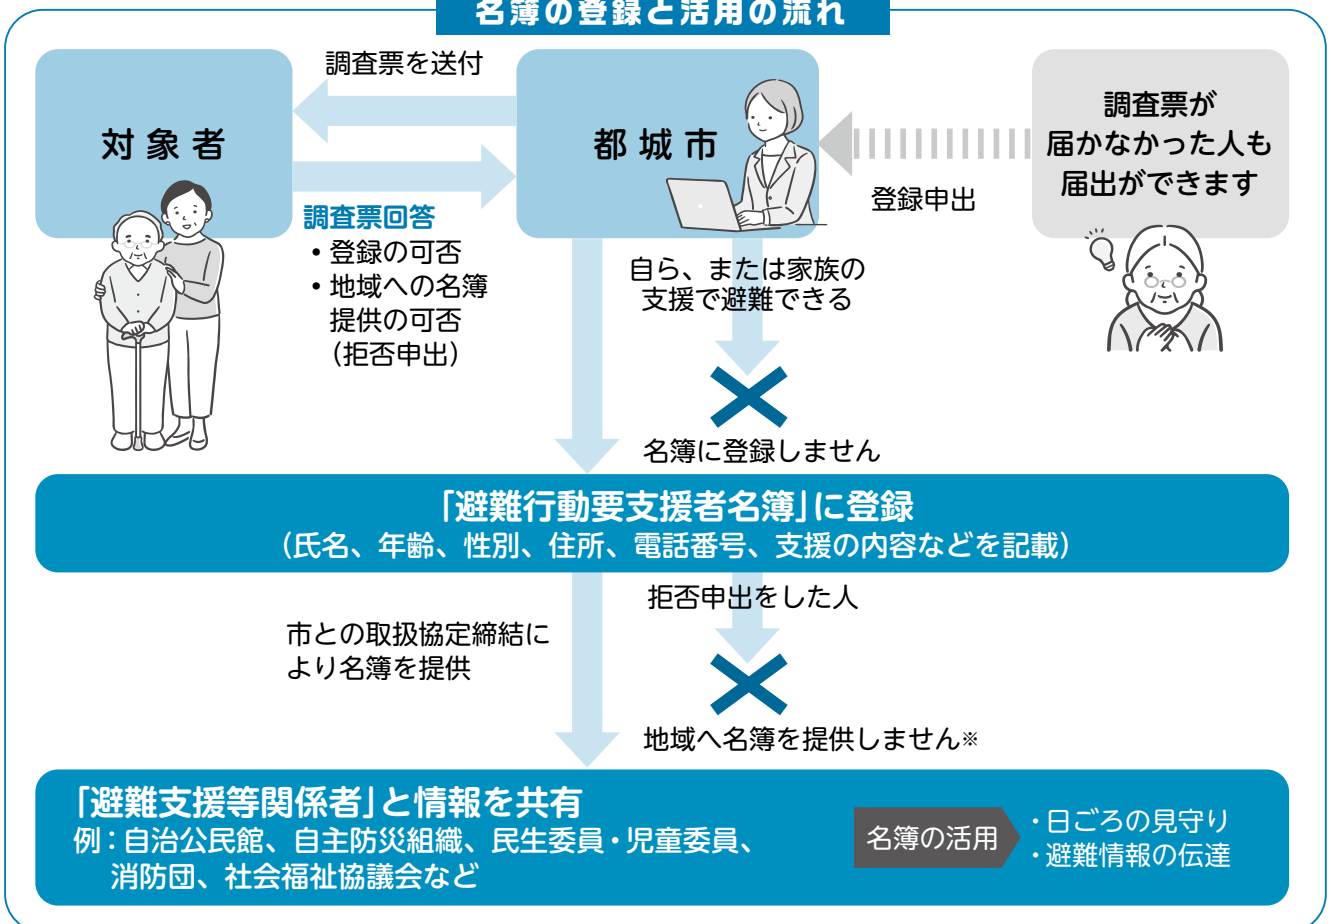 名簿の登録と活用の流れ
調査票を送付
対象者
都城市
調査票が
届かなかった人も
届出ができます
登録申出
調査票回答
・登録の可否
・地域への名簿
提供の可否
（拒否申出）
自ら、または家族の
支援で避難できる
名簿に登録しません
「避難行動要支援者名簿」に登録
（氏名、年齢、性別、住所、電話番号、支援の内容などを記載）
拒否申出をした人
市との取扱協定締結に
より名簿を提供
地域へ名簿を提供しません※
「避難支援等関係者」と情報を共有
例：自治公民館、自主防災組織、民生委員・児童委員、
消防団、社会福祉協議会など
名簿の活用
・日ごろの見守り
・避難情報の伝達